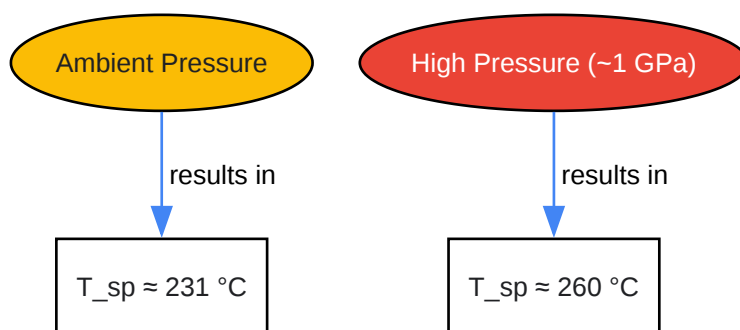 Ambient Pressure
High Pressure (~1 GPa)
results in
results in
T_sp ≈ 231 °C
T_sp ≈ 260 °C